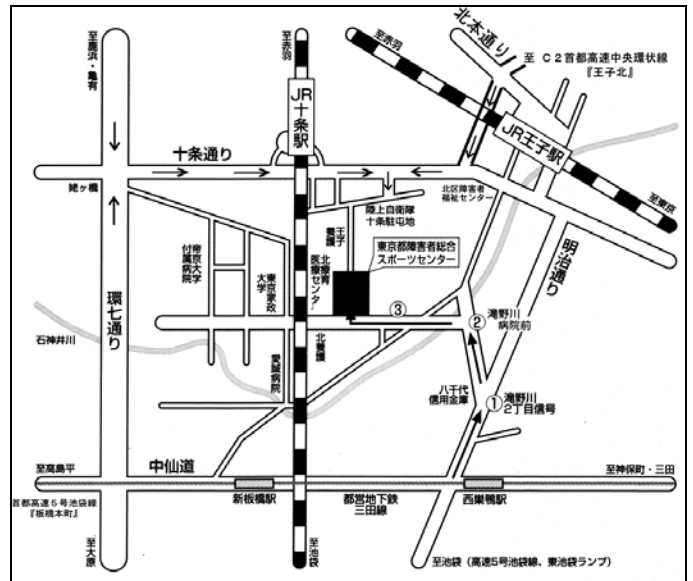 至鹿浜・亀有
至赤羽
至赤羽
北本通り
至 C2首都高速中央環状線
『王子北』
JR十条駅
JR王子駅
十条通り
姥ヶ橋
北区障害者
福祉センター
至東京
陸上自衛隊
十条駐屯地
帝京大学
付属病院
東京家政
大学
王子
養護
北療育
医療センター
東京都障害者総合
スポーツセンター
明治通り
環七通り
③
②
滝野川
病院前
石神井川
愛誠病院
北養護
八千代
信用金庫
①
滝野川
2丁目信号
至高島平
中仙道
至神保町・三田
首都高速5号池袋線
『板橋本町』
新板橋駅
都営地下鉄
三田線
西巣鴨駅
至大原
至池袋
至池袋（高速5号池袋線、東池袋ランプ）